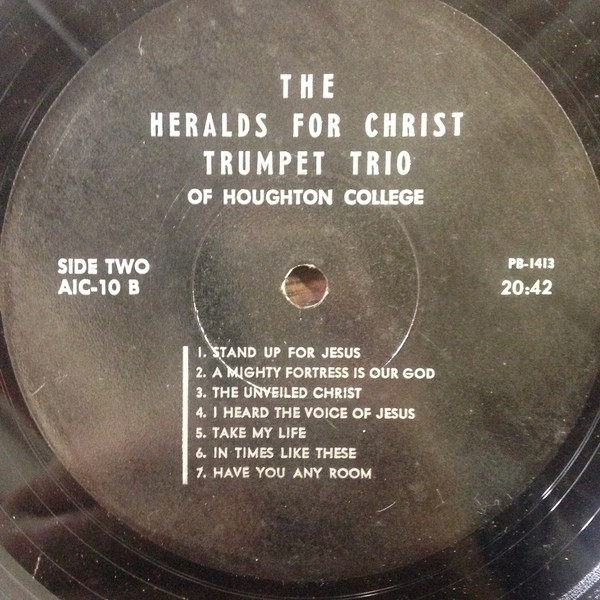 THE
HERALDS FOR CHRIST
TRUMPET TRIO
OF HOUGHTON COLLEGE
SIDE TWO
AIC-10 B
PB-1413
20:42
1. STAND UP FOR JESUS
2. A MIGHTY FORTRESS IS OUR GOD
3. THE UNVEILED CHRIST
4. I HEARD THE VOICE OF JESUS
5. TAKE MY LIFE
6. IN TIMES LIKE THESE
7. HAVE YOU ANY ROOM